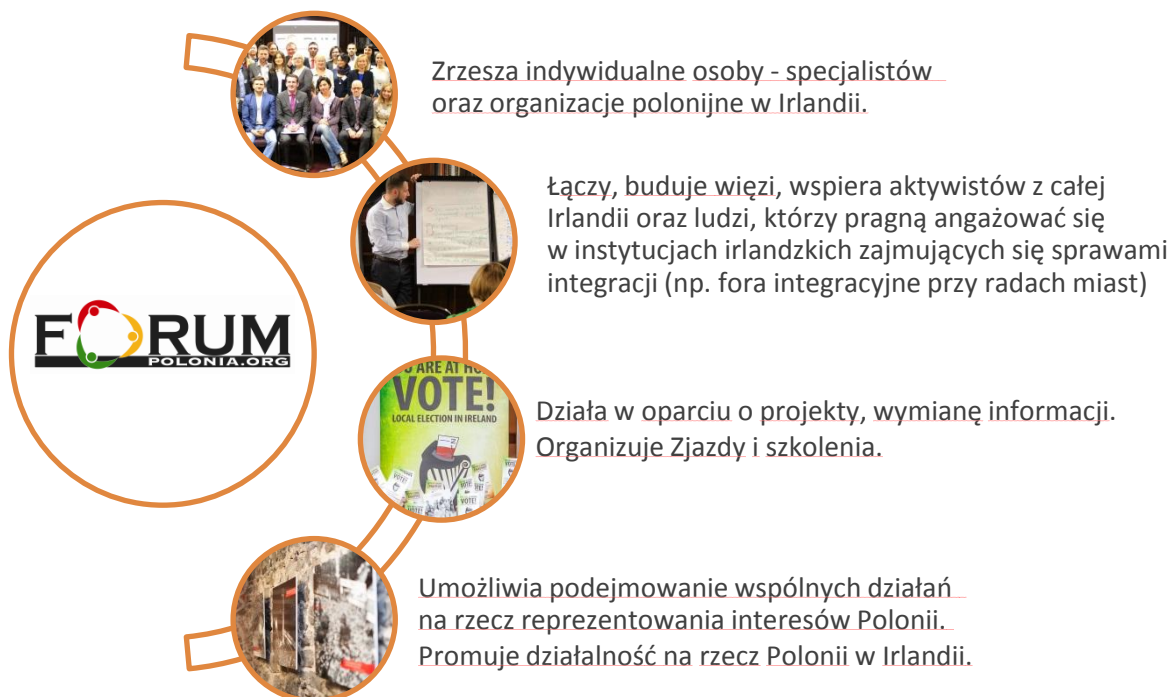 Zrzesza indywidualne osoby - specjalistów
oraz organizacje polonijne w Irlandii.
Łączy, buduje więzi, wspiera aktywistów z całej
Irlandii oraz ludzi, którzy pragną angażować się
w instytucjach irlandzkich zajmujących się sprawami
integracji (np. fora integracyjne przy radach miast)
FORUM
POLONIA.ORG
ARE AT
VOTE!
LOCAL ELECTION IN IRELAND
Działa w oparciu o projekty, wymianę informacji.
Organizuje Zjazdy i szkolenia.
Umożliwia podejmowanie wspólnych działań
na rzecz reprezentowania interesów Polonii.
Promuje działalność na rzecz Polonii w Irlandii.